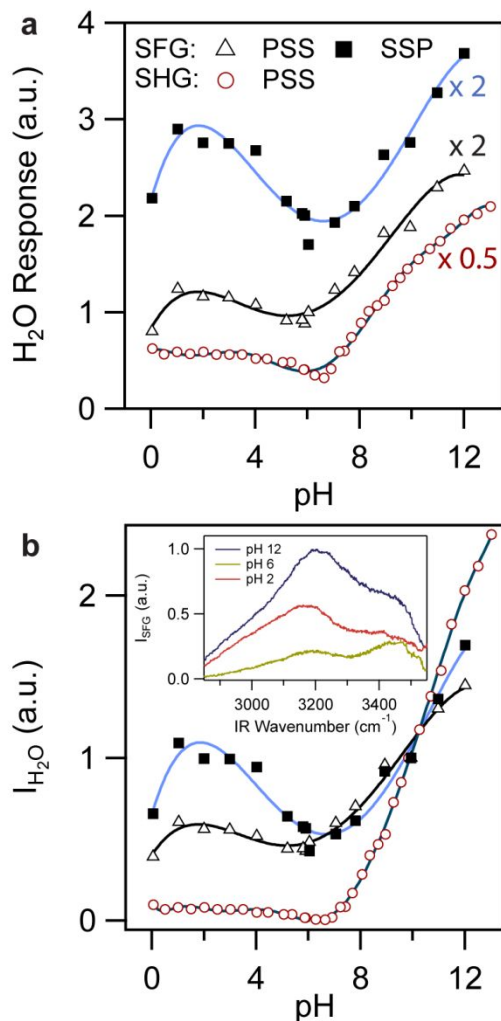 a
SFG: △ PSS ■ SSP
SHG: ○ PSS
x 2
x 2
x 0.5
H₂O Response (a.u.)
4
3
2
1
0
0 4 8 12
pH
b
I_H₂O (a.u.)
2
1
0
1.0
0.5
0.0
I_SFG (a.u.)
pH 12
pH 6
pH 2
3000 3200 3400
IR Wavenumber (cm⁻¹)
0 4 8 12
pH